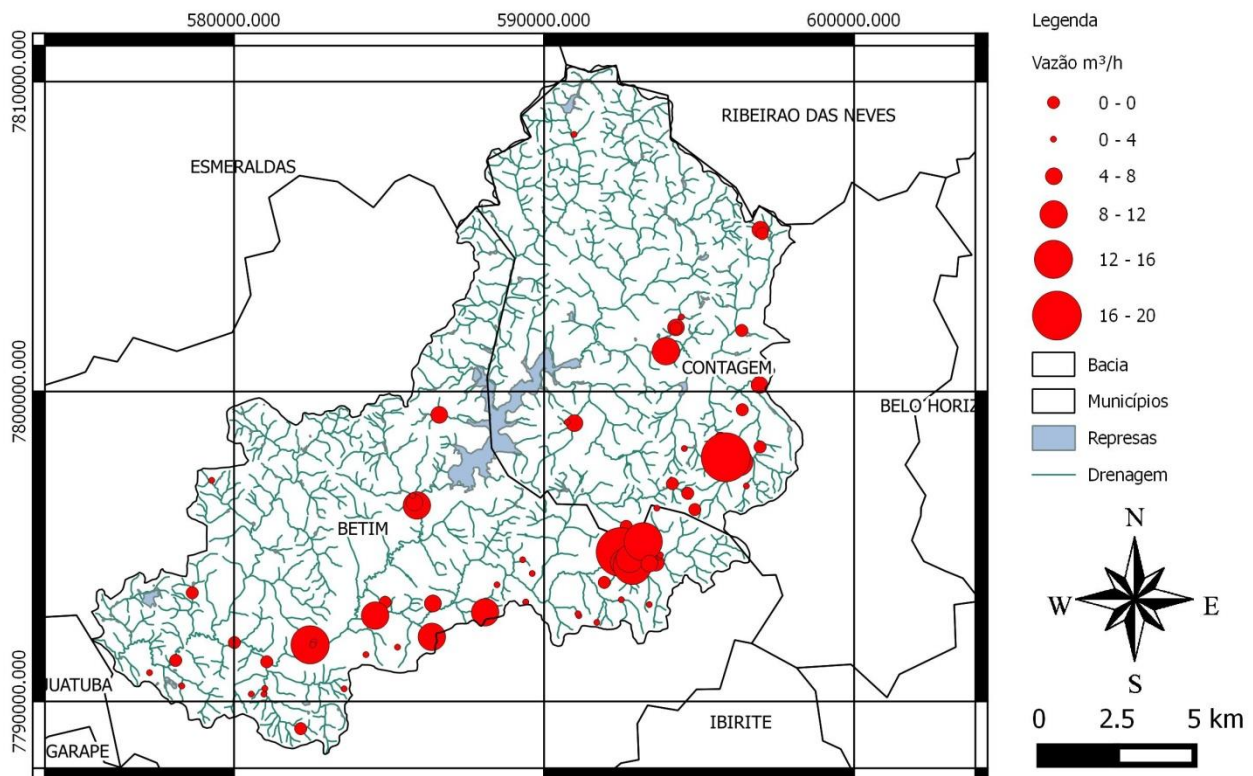 580000.000 590000.000 600000.000
7810000.000
7800000.000
7790000.000
RIBEIRAO DAS NEVES
ESMERALDAS
CONTAGEM
BELO HORIZ
BETIM
JUATUBA
IBIRITE
GARAPE
Legenda
Vazão m³/h
0 - 0
0 - 4
4 - 8
8 - 12
12 - 16
16 - 20
Bacia
Municípios
Represas
Drenagem
N
W E
S
0 2.5 5 km